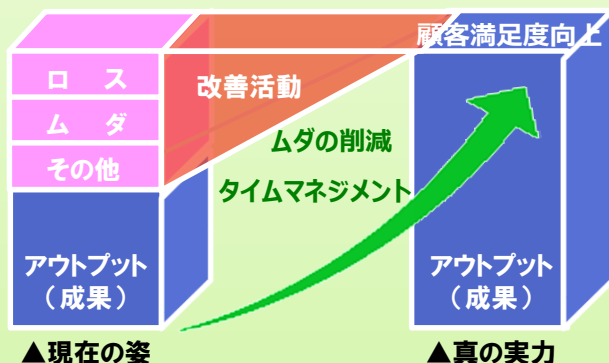 顧客満足度向上
ロス
ムダ
その他
改善活動
ムダの削減
タイムマネジメント
アウトプット
（成果）
アウトプット
（成果）
▲現在の姿
▲真の実力